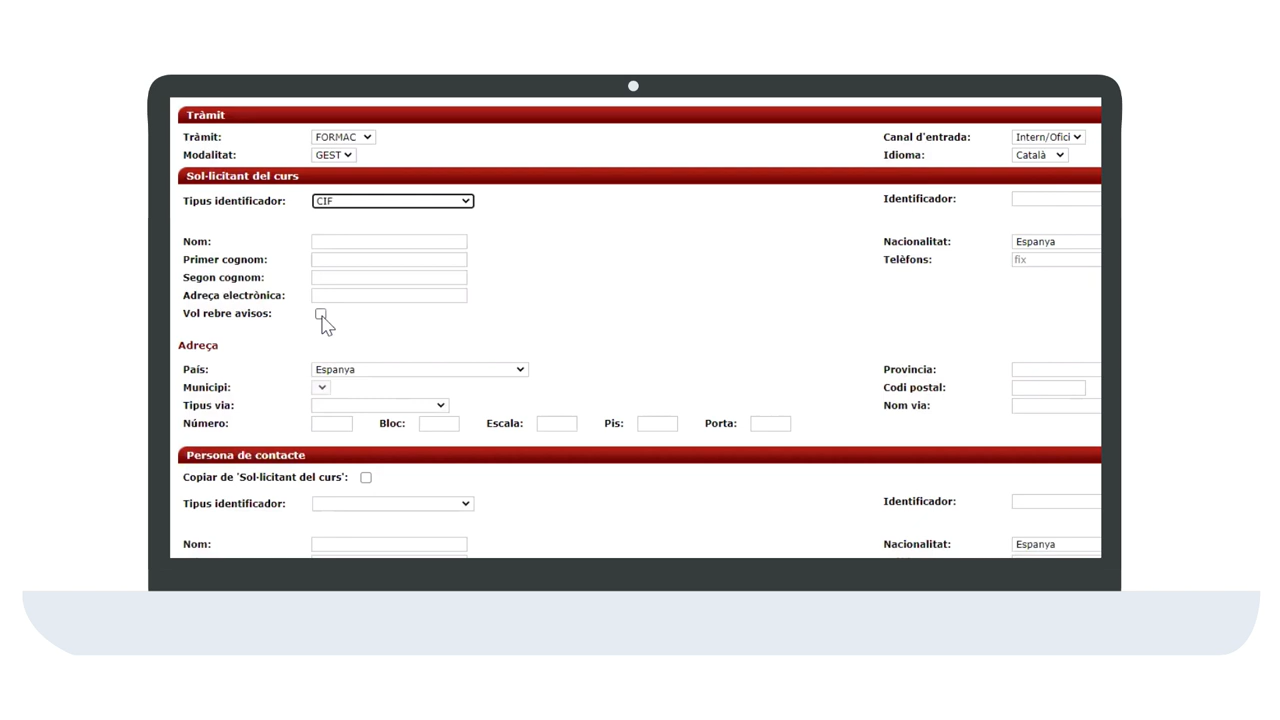 Tràmit
Tràmit: FORMAC Canal d'entrada: Intern/Ofici
Modalitat: GEST Idioma: Català
Sol·licitant del curs
Tipus identificador: CIF Identificador:
Nom: Nacionalitat: Espanya
Primer cognom: Telèfons: fix
Segon cognom:
Adreça electrònica:
Vol rebre avisos:
Adreça
País: Espanya Província:
Municipi: Codi postal:
Tipus via: Nom via:
Número: Bloc: Escala: Pis: Porta:
Persona de contacte
Copiar de 'Sol·licitant del curs':
Tipus identificador: Identificador:
Nom: Nacionalitat: Espanya